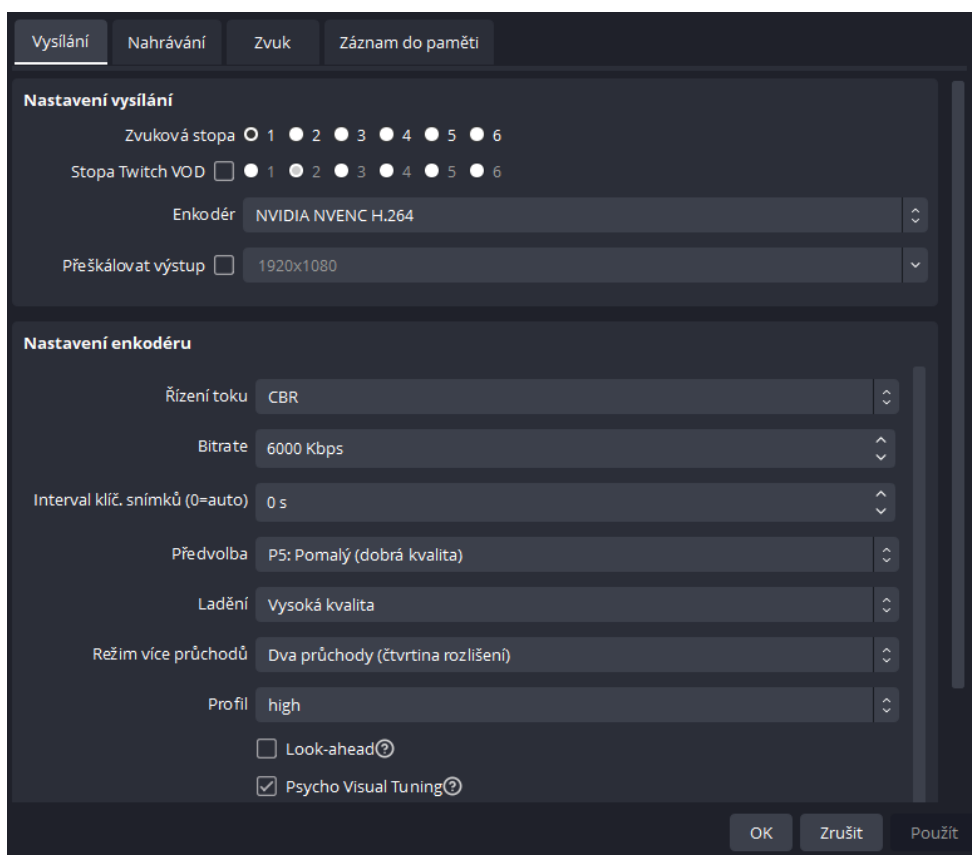 Vysílání Nahrávání Zvuk Záznam do paměti
Nastavení vysílání
Zvuková stopa 1 2 3 4 5 6
Stopa Twitch VOD 1 2 3 4 5 6
Enkodér NVIDIA NVENC H.264
Přeškálovat výstup 1920x1080
Nastavení enkodéru
Řízení toku CBR
Bitrate 6000 Kbps
Interval klíč. snímků (0=auto) 0 s
Předvolba P5: Pomalý (dobrá kvalita)
Ladění Vysoká kvalita
Režim více průchodů Dva průchody (čtvrtina rozlišení)
Profil high
Look-ahead?
Psycho Visual Tuning?
OK Zrušit Použít